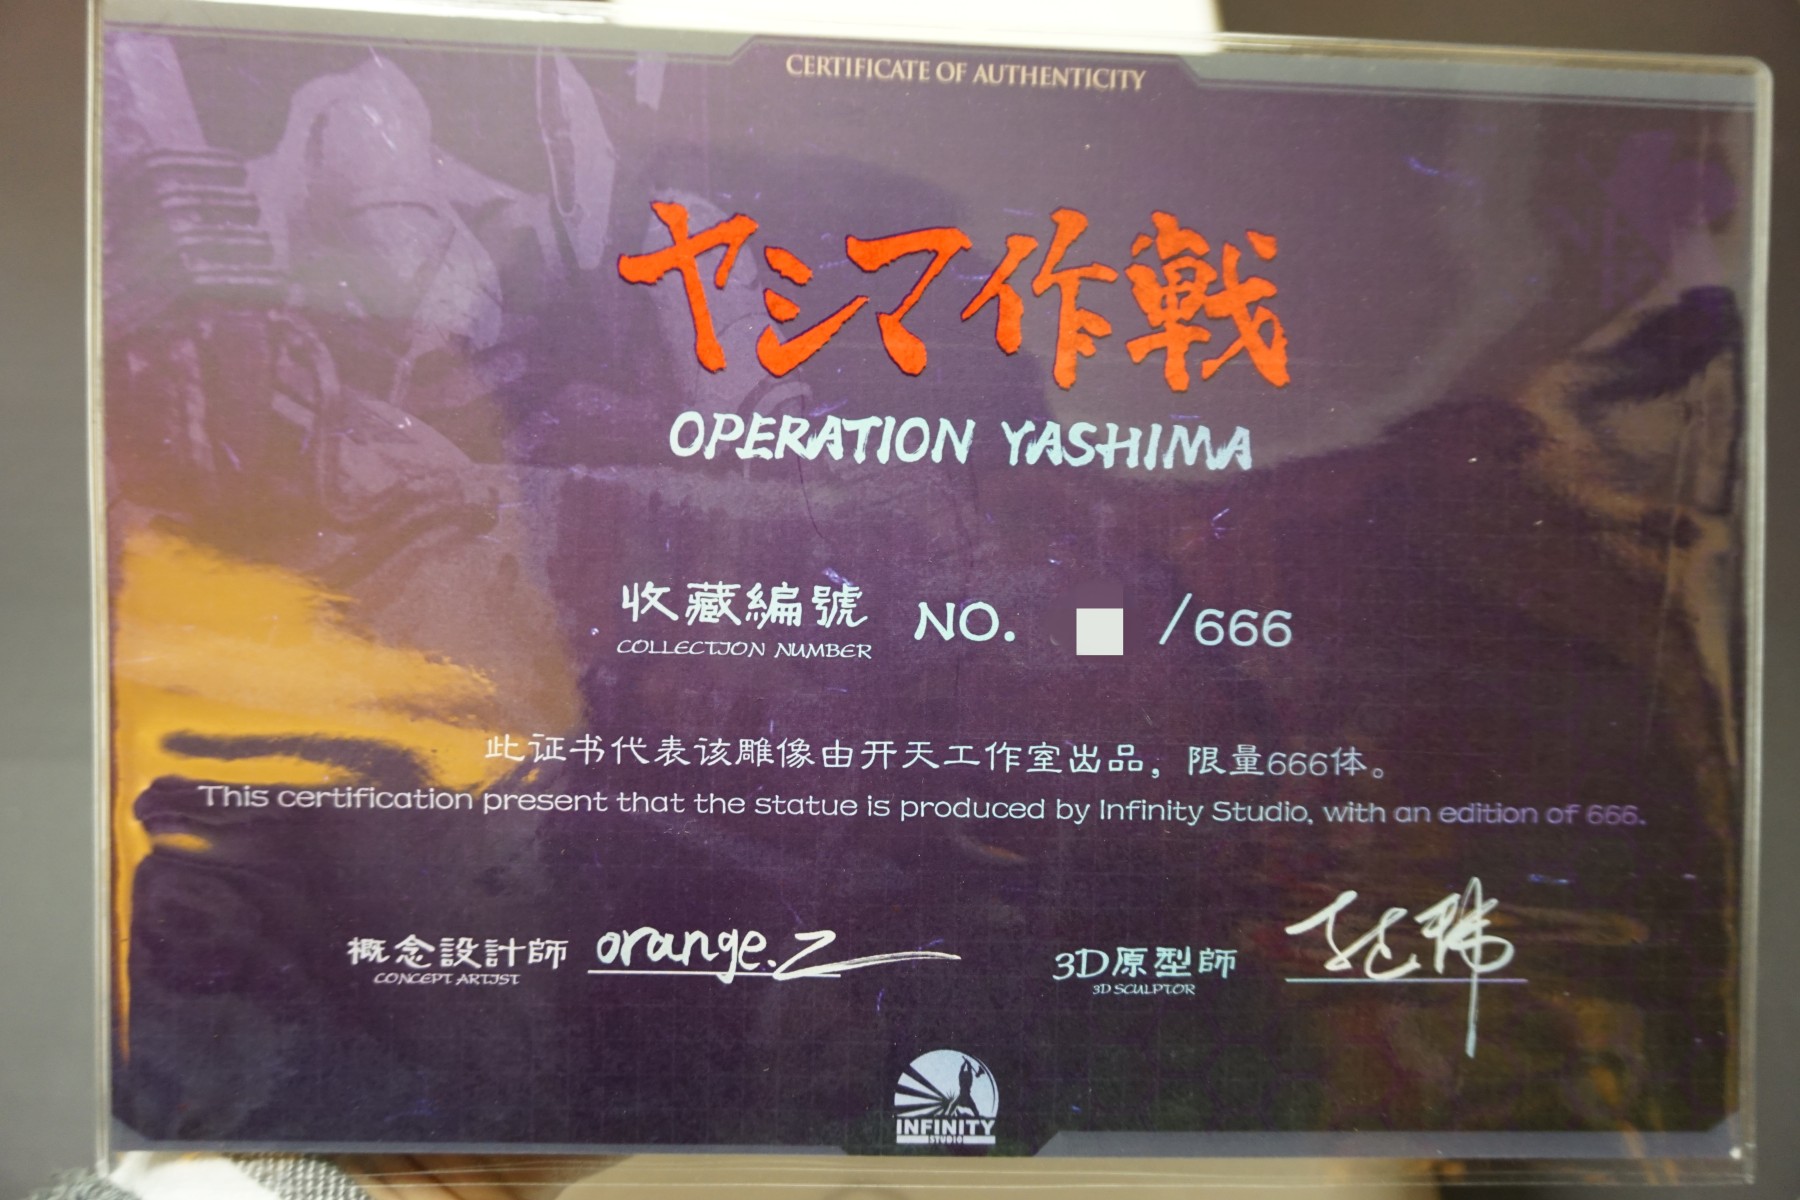 CERTIFICATE OF AUTHENTICITY
ヤシマ作戦
OPERATION YASHIMA
收藏編號 NO. /666
COLLECTION NUMBER
此证书代表该雕像由开天工作室出品，限量666体。
This certification present that the statue is produced by Infinity Studio, with an edition of 666.
概念設計師 orange.Z
CONCEPT ARTIST
3D原型師
3D SCULPTOR
INFINITY
STUDIO